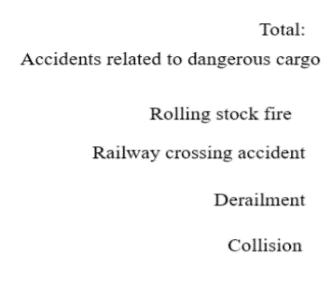 Total:
Accidents related to dangerous cargo
Rolling stock fire
Railway crossing accident
Derailment
Collision